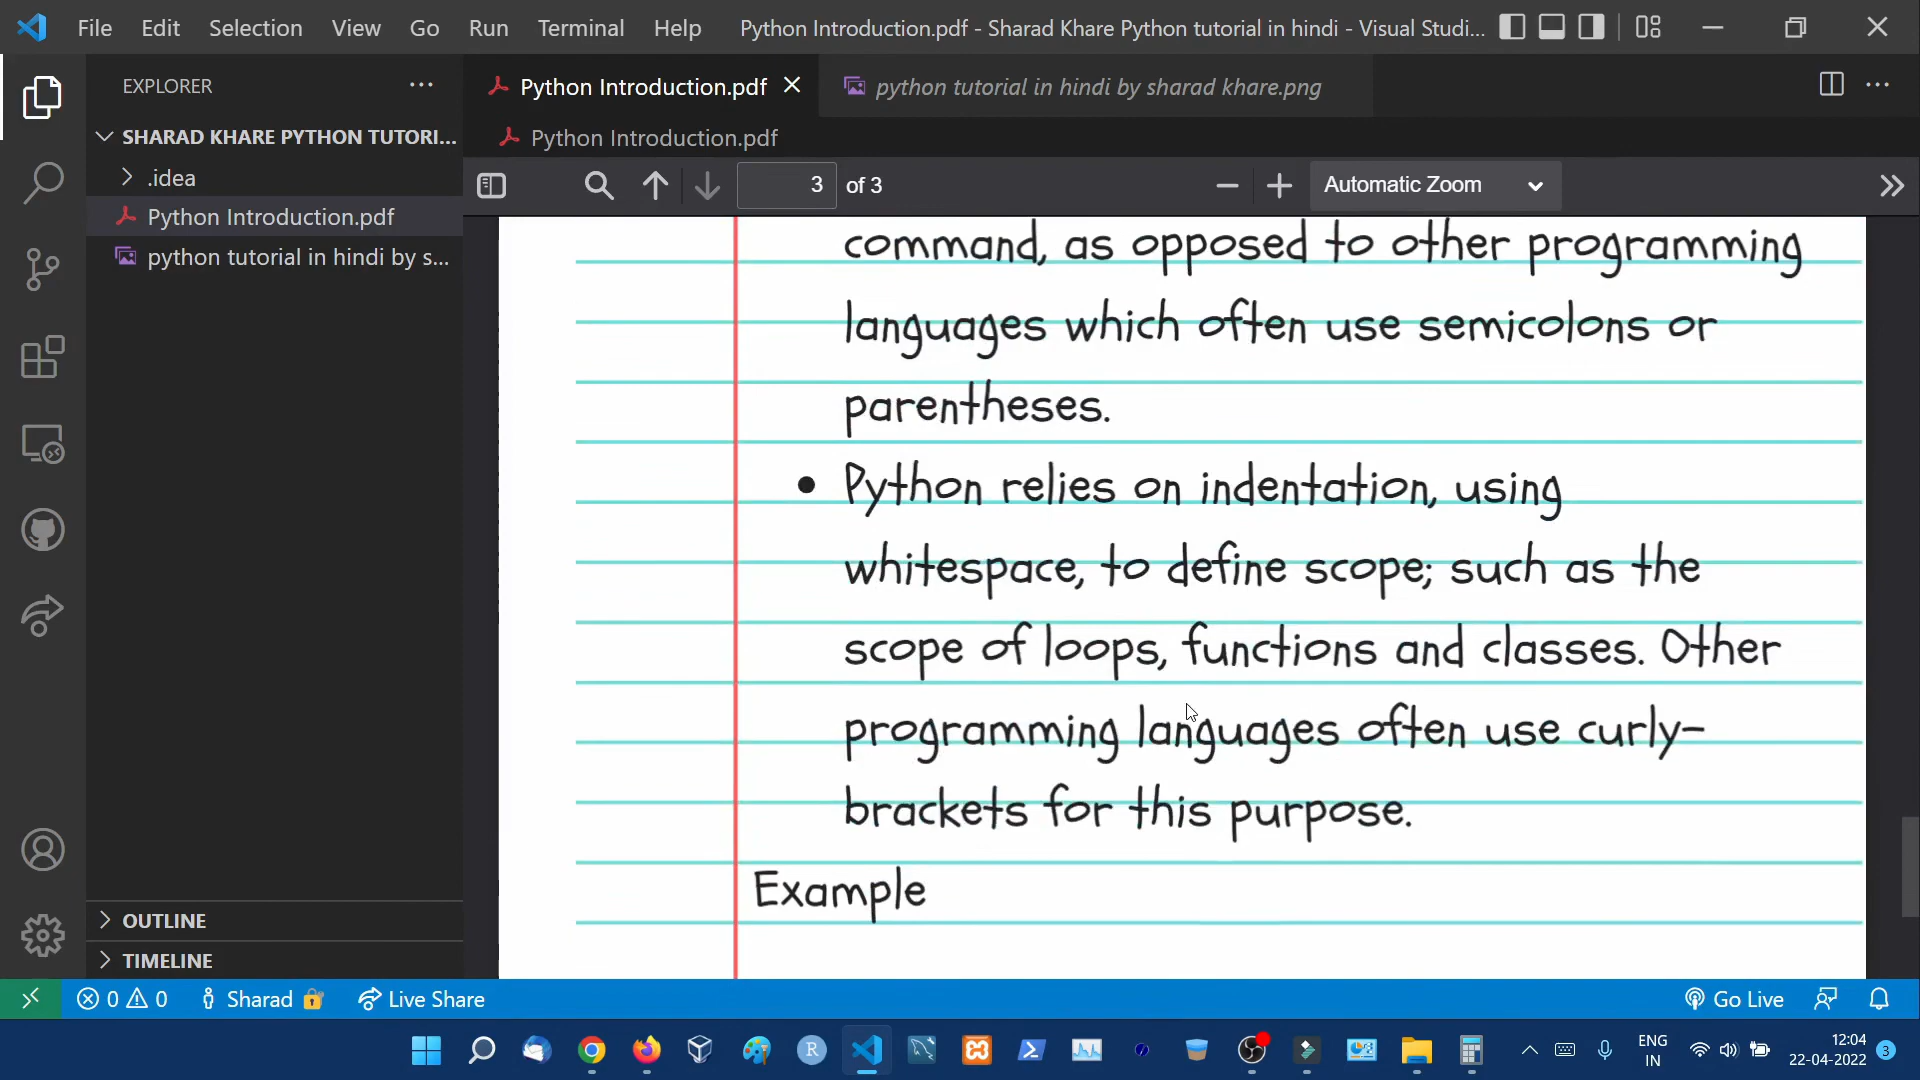 File Edit Selection View Go Run Terminal Help Python Introduction.pdf - Sharad Khare Python tutorial in hindi - Visual Studi...
EXPLORER
Python Introduction.pdf
python tutorial in hindi by sharad khare.png
SHARAD KHARE PYTHON TUTORI...
Python Introduction.pdf
.idea
3 of 3
Automatic Zoom
Python Introduction.pdf
python tutorial in hindi by s...
command, as opposed to other programming
languages which often use semicolons or
parentheses.
• Python relies on indentation, using
whitespace, to define scope; such as the
scope of loops, functions and classes. Other
programming languages often use curly-
brackets for this purpose.
Example
OUTLINE
TIMELINE
0 0 Sharad Live Share
Go Live
R
ENG
IN
12:04
22-04-2022
3